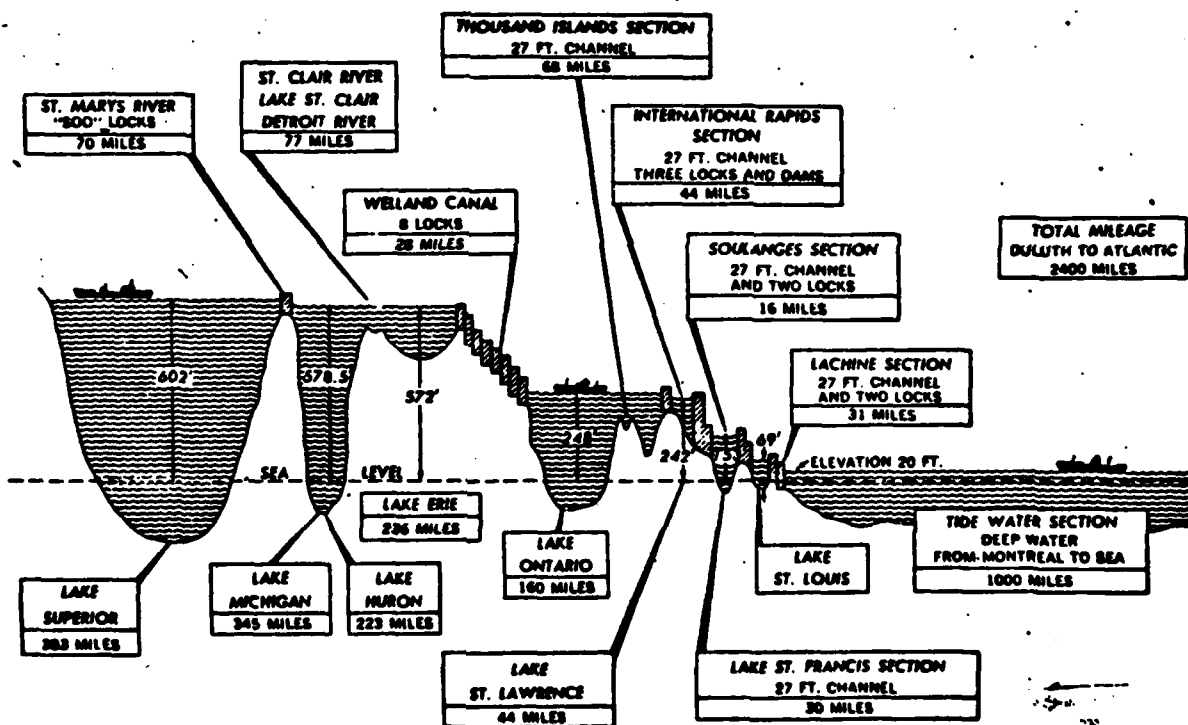 THOUSAND ISLANDS SECTION
27 FT. CHANNEL
68 MILES
ST. CLAIR RIVER
LAKE ST. CLAIR
DETROIT RIVER
77 MILES
ST. MARYS RIVER
"SOO" LOCKS
70 MILES
INTERNATIONAL RAPIDS
SECTION
27 FT. CHANNEL
THREE LOCKS AND DAMS
44 MILES
WELLAND CANAL
8 LOCKS
28 MILES
TOTAL MILEAGE
DULUTH TO ATLANTIC
2400 MILES
SOULANGES SECTION
27 FT. CHANNEL
AND TWO LOCKS
16 MILES
LACHINE SECTION
27 FT. CHANNEL
AND TWO LOCKS
31 MILES
602'
578.5
572'
248'
242'
69'
ELEVATION 20 FT.
SEA LEVEL
LAKE ERIE
236 MILES
TIDE WATER SECTION
DEEP WATER
FROM MONTREAL TO SEA
1000 MILES
LAKE
ONTARIO
160 MILES
LAKE
ST. LOUIS
LAKE
SUPERIOR
383 MILES
LAKE
MICHIGAN
345 MILES
LAKE
HURON
223 MILES
LAKE
ST. LAWRENCE
44 MILES
LAKE ST. FRANCIS SECTION
27 FT. CHANNEL
30 MILES